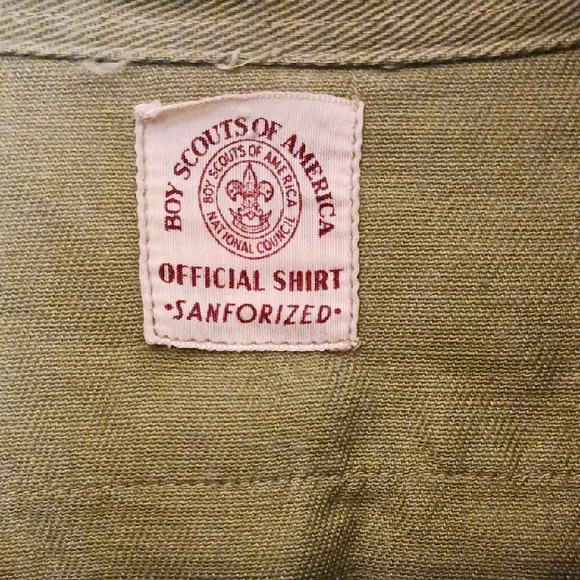 BOY SCOUTS OF AMERICA
BOY SCOUTS OF AMERICA
NATIONAL COUNCIL
OFFICIAL SHIRT
•SANFORIZED•